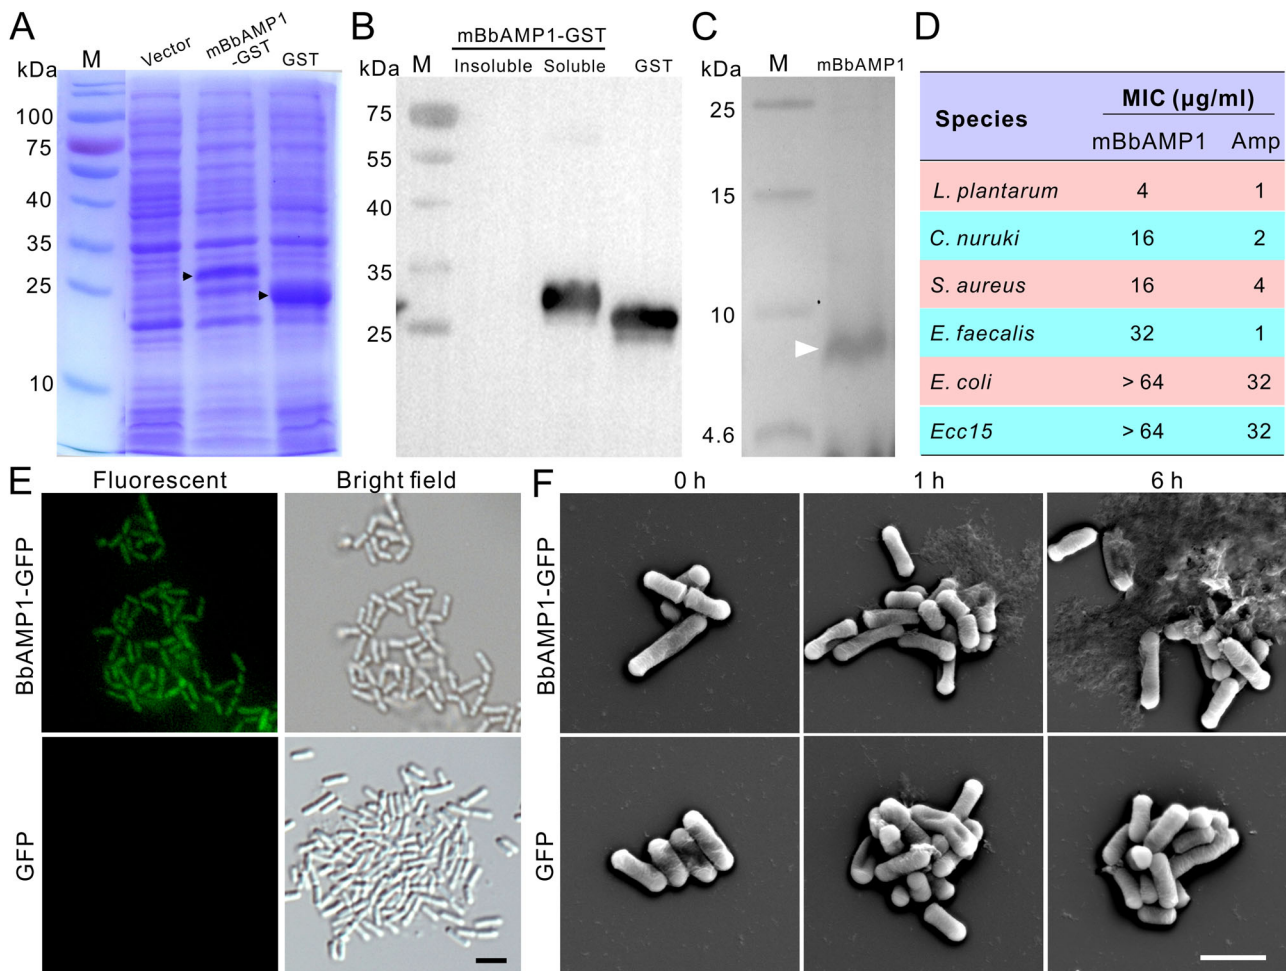 A
kDa
M
Vector
mBbAMP1
-GST
GST
100
75
40
35
25
10
B
mBbAMP1-GST
kDa
M
Insoluble
Soluble
GST
75
55
40
35
25
C
kDa
M
mBbAMP1
25
15
10
4.6
D
Species
MIC (µg/ml)
mBbAMP1
Amp
L. plantarum 4 1
C. nuruki 16 2
S. aureus 16 4
E. faecalis 32 1
E. coli > 64 32
Ecc15 > 64 32
E
Fluorescent
Bright field
BbAMP1-GFP
GFP
F
0 h
1 h
6 h
BbAMP1-GFP
GFP